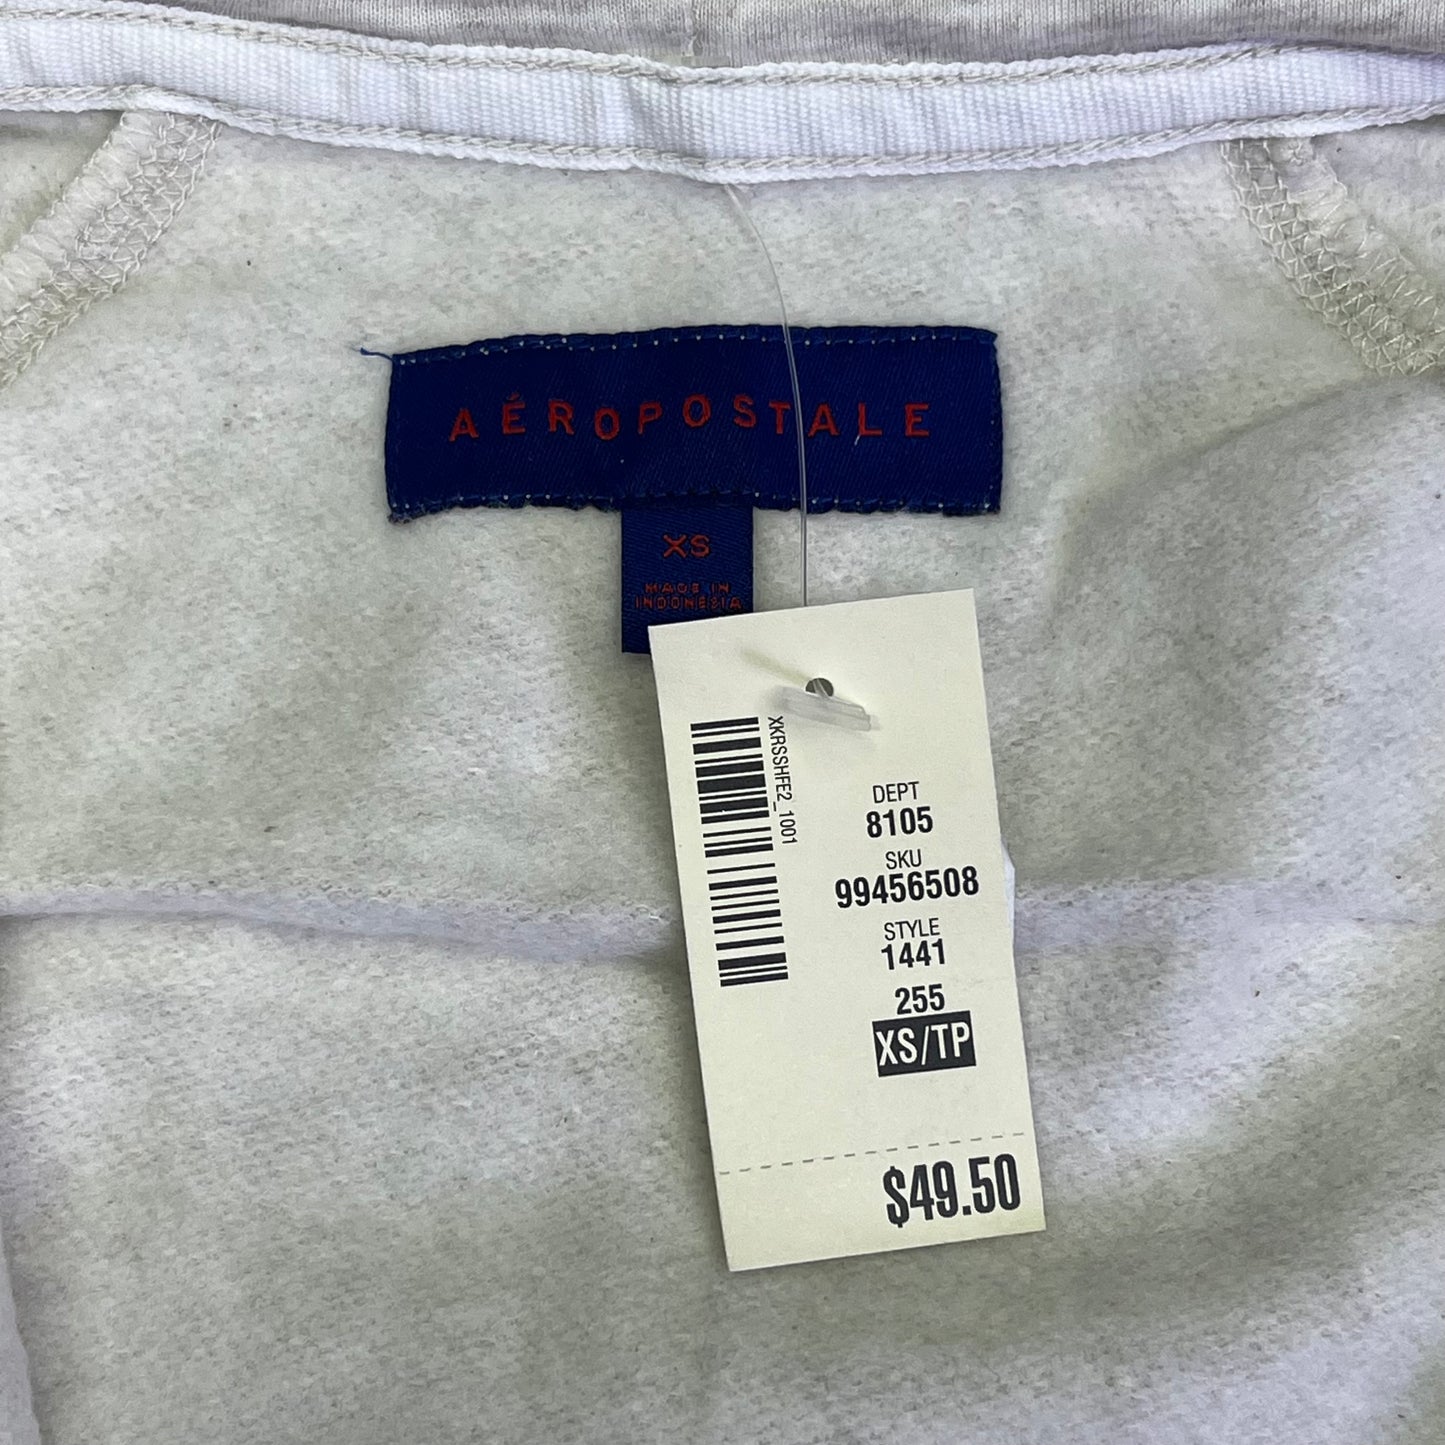 AÉROPOSTALE
XS
MADE IN
INDONESIA
XKRSSHFE2_1001
DEPT
8105
SKU
99456508
STYLE
1441
255
XS/TP
$49.50